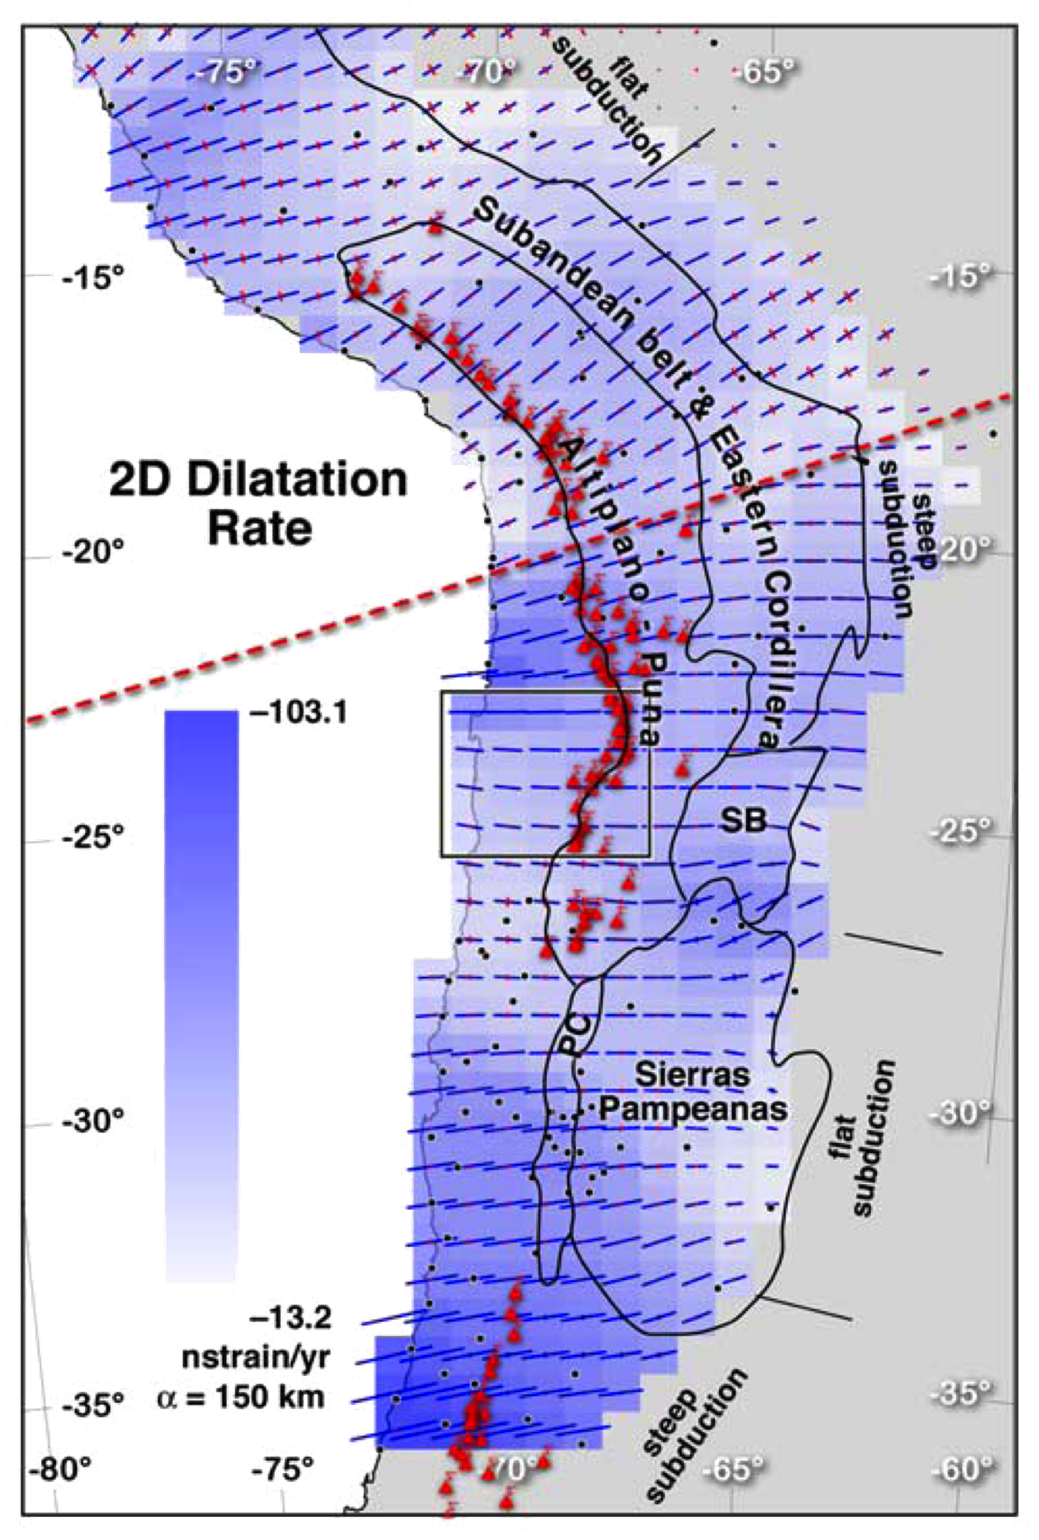 flat
subduction
-75°
-70°
-65°
Subandean belt & Eastern Cordillera
-15°
-15°
2D Dilatation
Rate
Altiplano - Puna
steep
subduction
-20°
20°
−103.1
SB
-25°
-25°
PC
Sierras
Pampeanas
flat
subduction
-30°
-30°
−13.2
nstrain/yr
α = 150 km
-35°
-35°
steep
subduction
-80°
-75°
70°
-65°
-60°